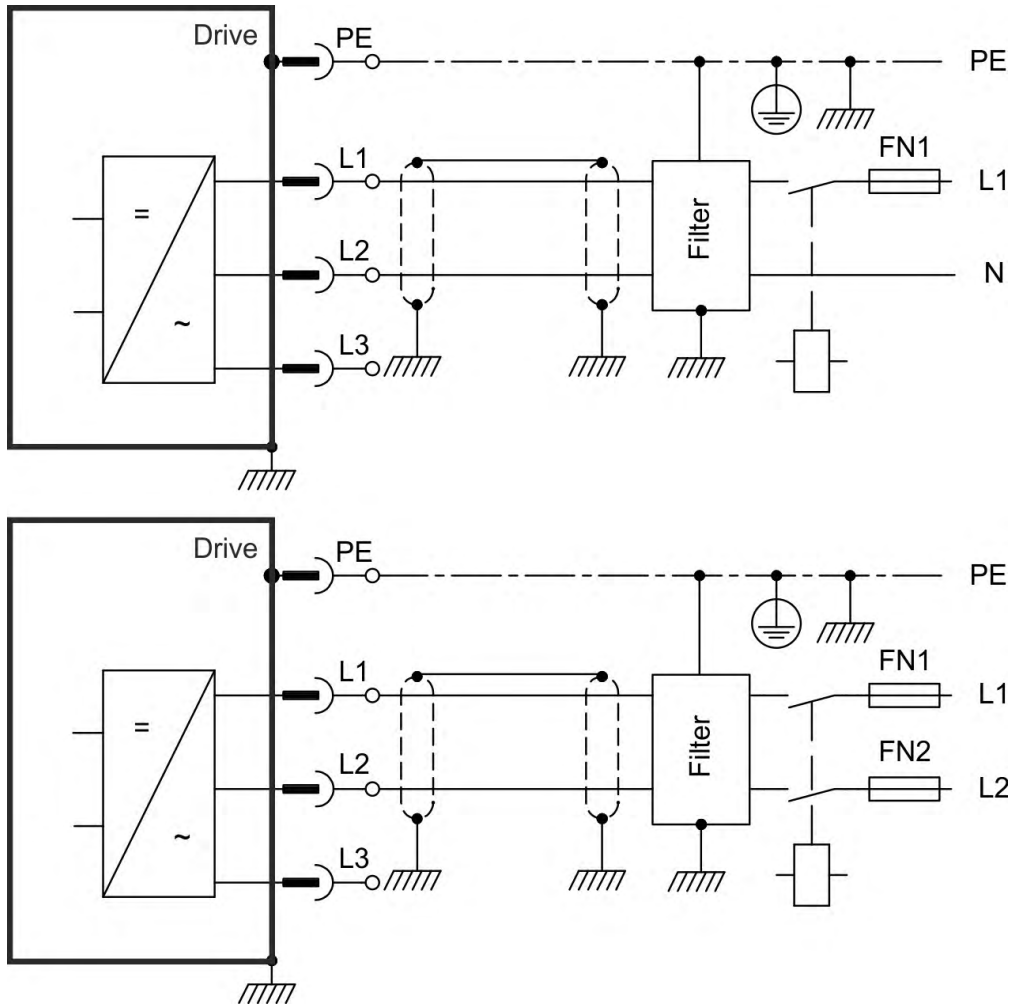 Drive
PE
PE
FN1
L1
L1
=
Filter
L2
N
~
L3
Drive
PE
PE
FN1
L1
L1
=
Filter
FN2
L2
L2
~
L3